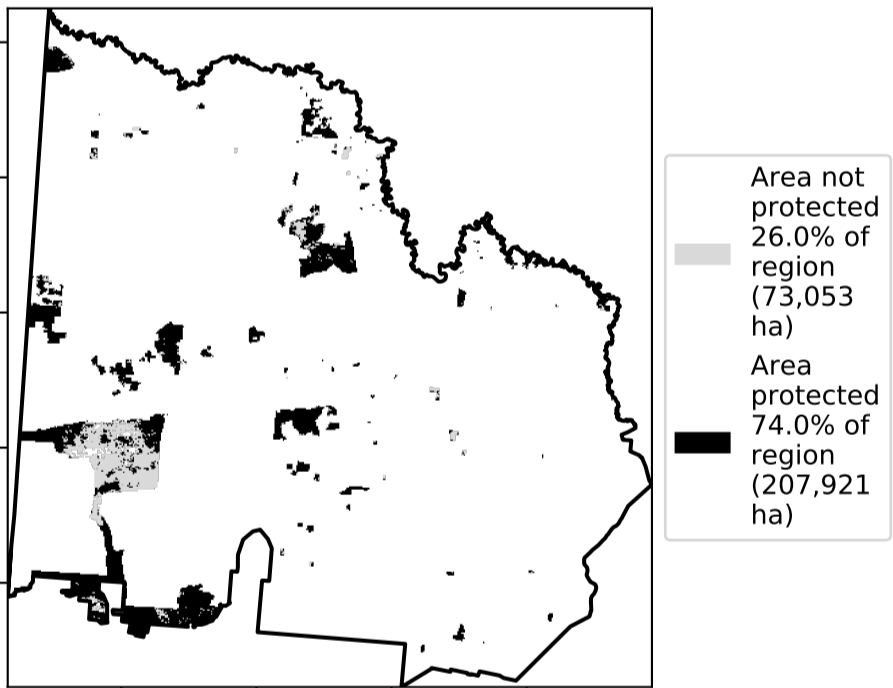 Area not
protected
26.0% of
region
(73,053
ha)
Area
protected
74.0% of
region
(207,921
ha)